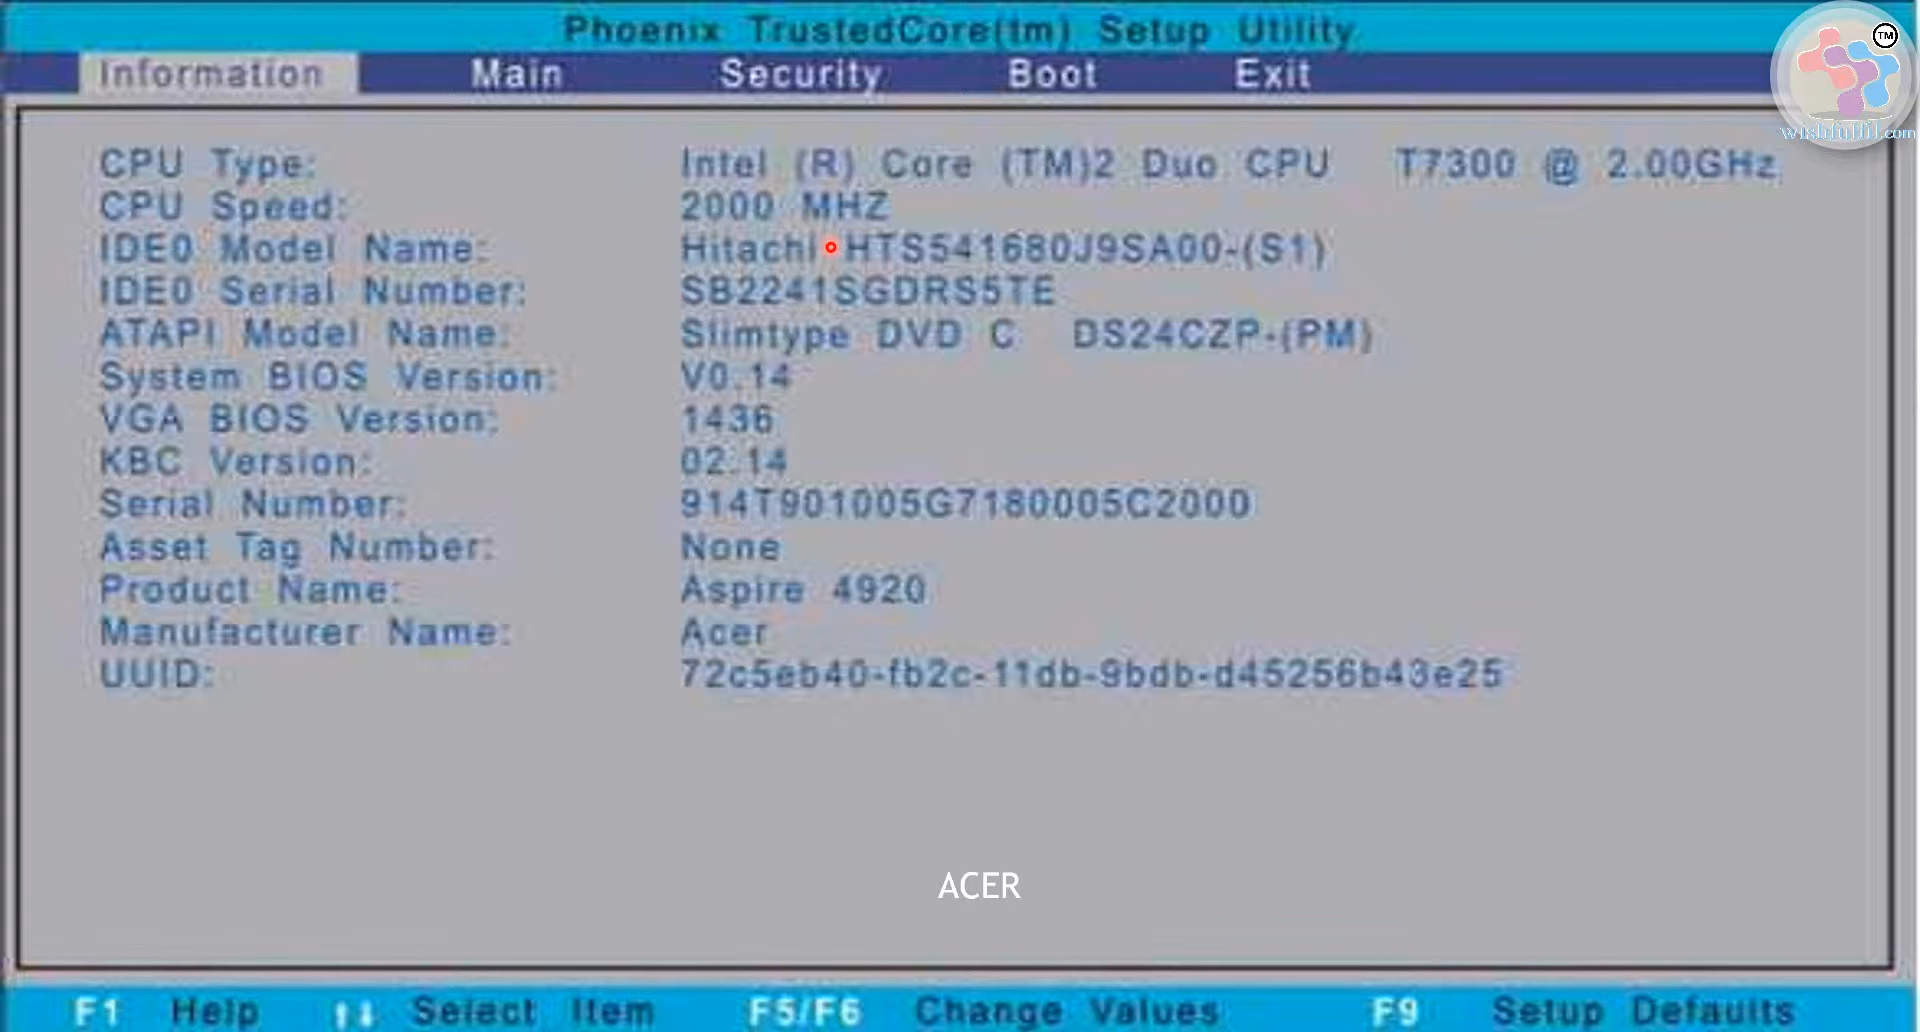 Phoenix TrustedCore(tm) Setup Utility
Information Main Security Boot Exit
TM
wishfulfil.com
CPU Type: Intel (R) Core (TM)2 Duo CPU T7300 @ 2.00GHz
CPU Speed: 2000 MHZ
IDE0 Model Name: Hitachi HTS541680J9SA00-(S1)
IDE0 Serial Number: SB2241SGDRS5TE
ATAPI Model Name: Slimtype DVD C DS24CZP-(PM)
System BIOS Version: V0.14
VGA BIOS Version: 1436
KBC Version: 02.14
Serial Number: 914T901005G7180005C2000
Asset Tag Number: None
Product Name: Aspire 4920
Manufacturer Name: Acer
UUID: 72c5eb40-fb2c-11db-9bdb-d45256b43e25
ACER
F1 Help ↑↓ Select Item F5/F6 Change Values F9 Setup Defaults